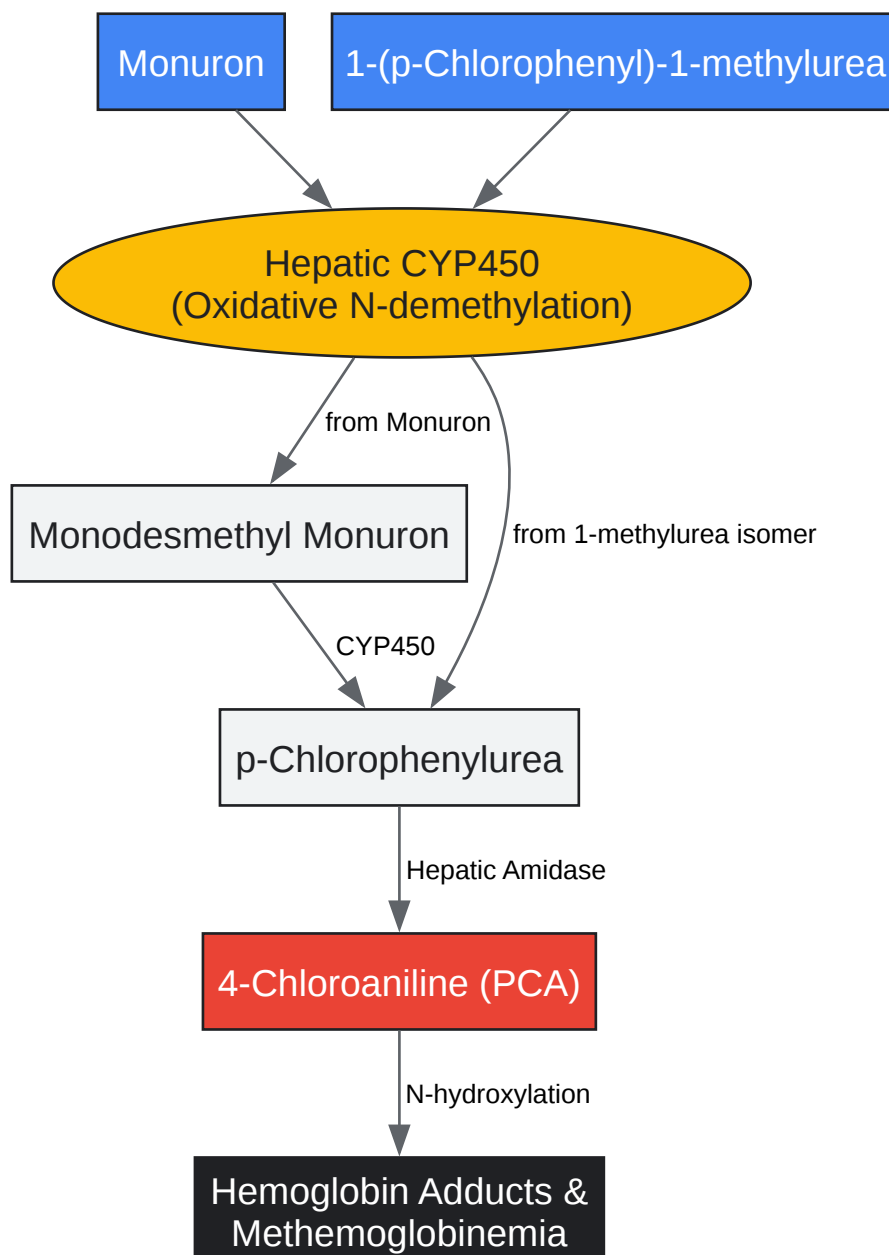 Monuron
1-(p-Chlorophenyl)-1-methylurea
Hepatic CYP450
(Oxidative N-demethylation)
from Monuron
Monodesmethyl Monuron
from 1-methylurea isomer
CYP450
p-Chlorophenylurea
Hepatic Amidase
4-Chloroaniline (PCA)
N-hydroxylation
Hemoglobin Adducts &
Methemoglobinemia